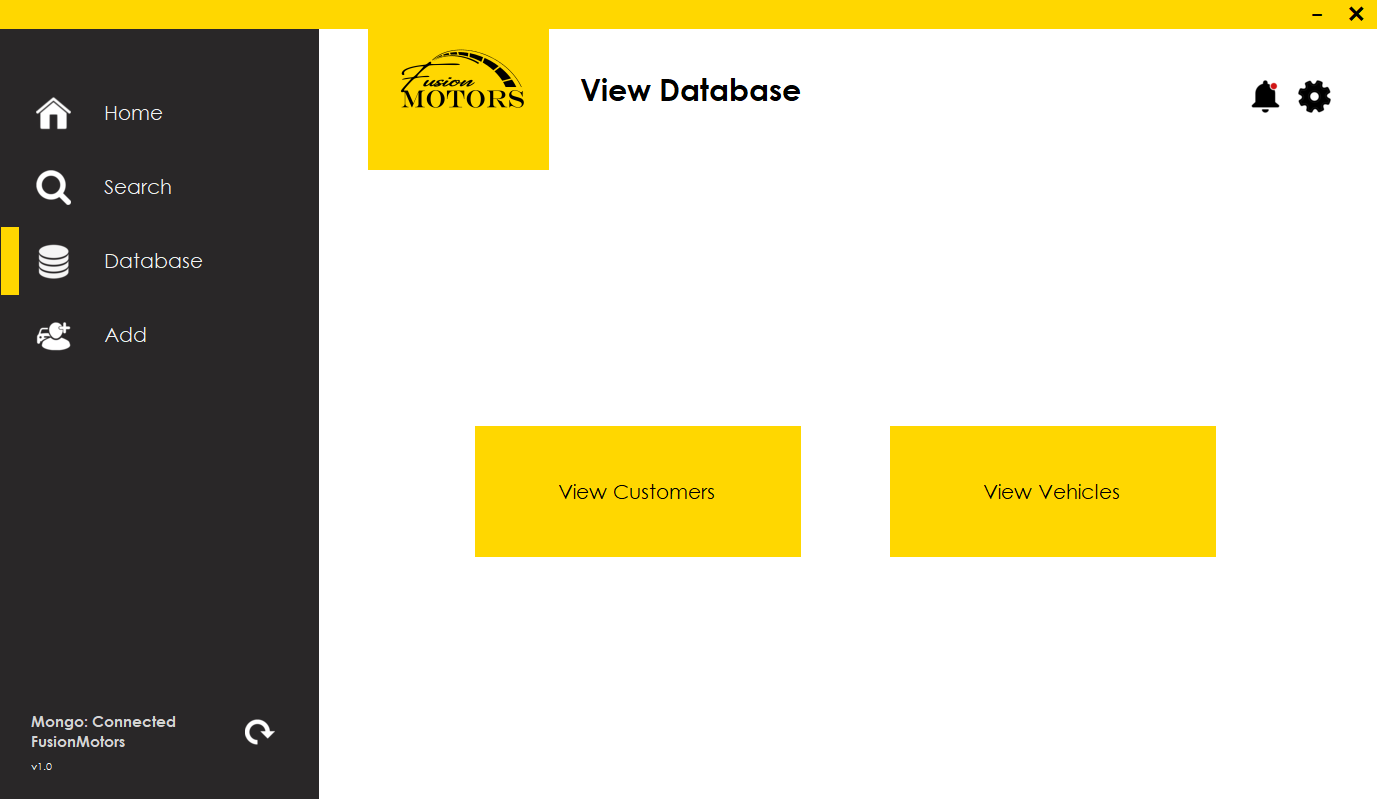 Fusion
MOTORS
View Database
Home
Search
Database
Add
View Customers
View Vehicles
Mongo: Connected
FusionMotors
v1.0